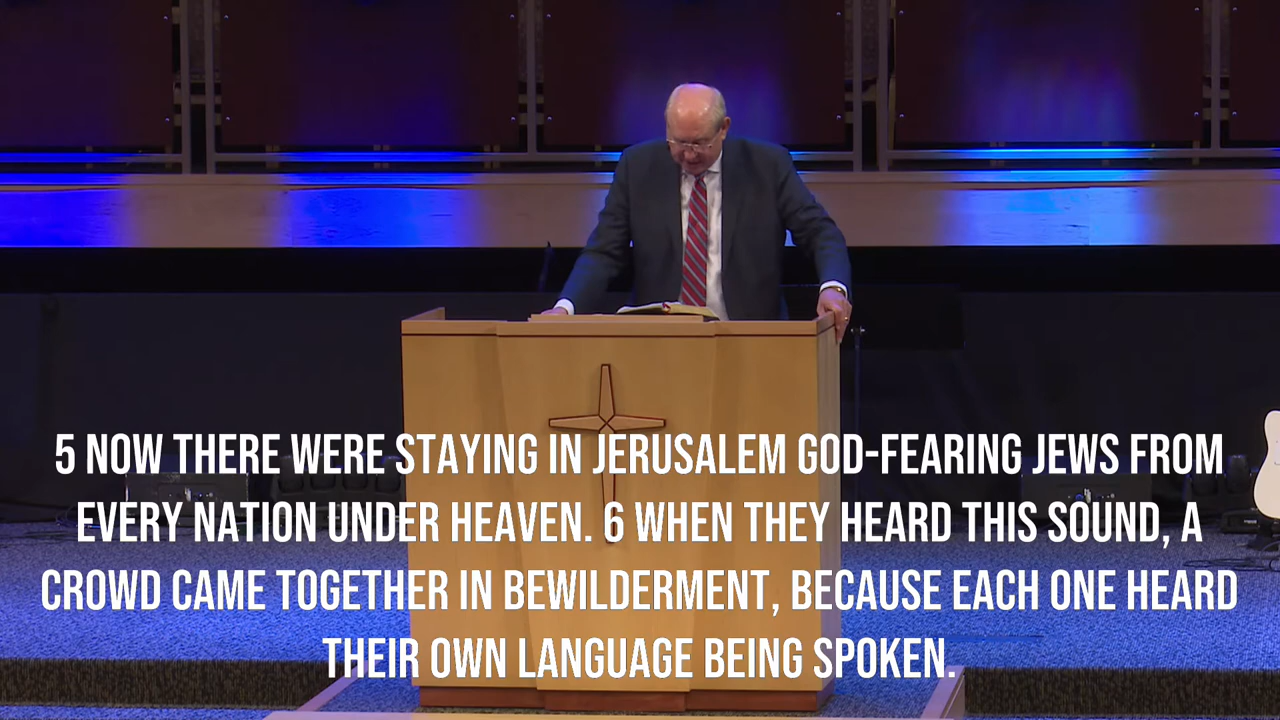 5 NOW THERE WERE STAYING IN JERUSALEM GOD-FEARING JEWS FROM
EVERY NATION UNDER HEAVEN. 6 WHEN THEY HEARD THIS SOUND, A
CROWD CAME TOGETHER IN BEWILDERMENT, BECAUSE EACH ONE HEARD
THEIR OWN LANGUAGE BEING SPOKEN.